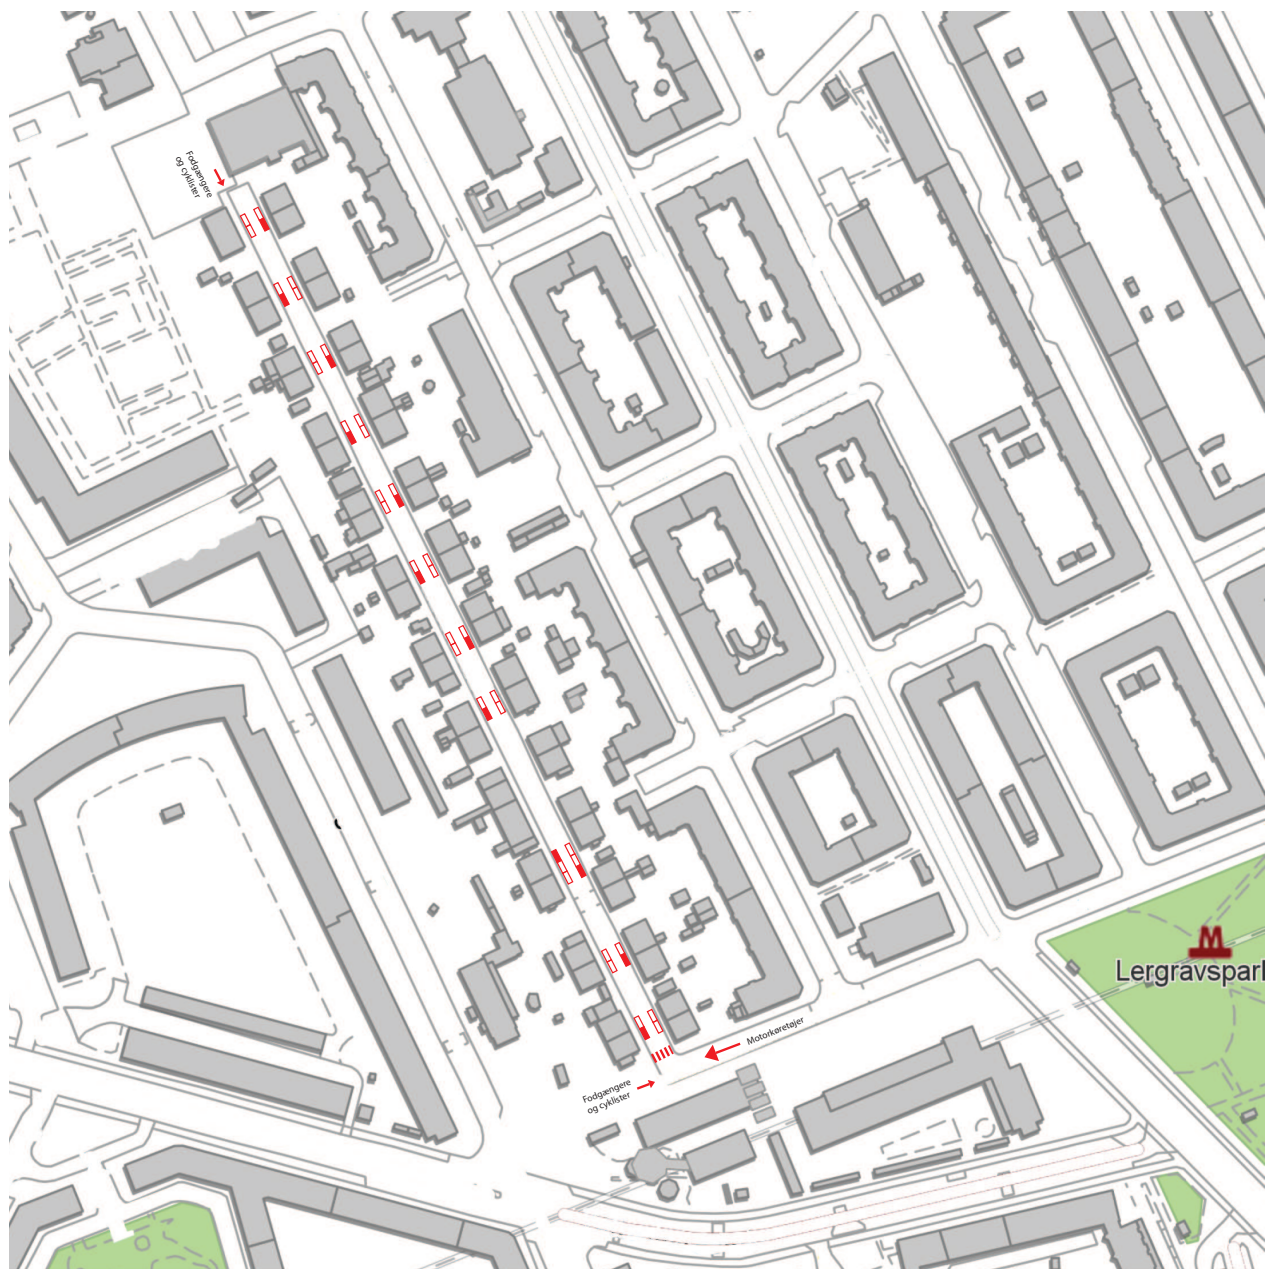 Fodgængere
og cyklister
M
Lergravspark
Motorkøretøjer
Fodgængere
og cyklister